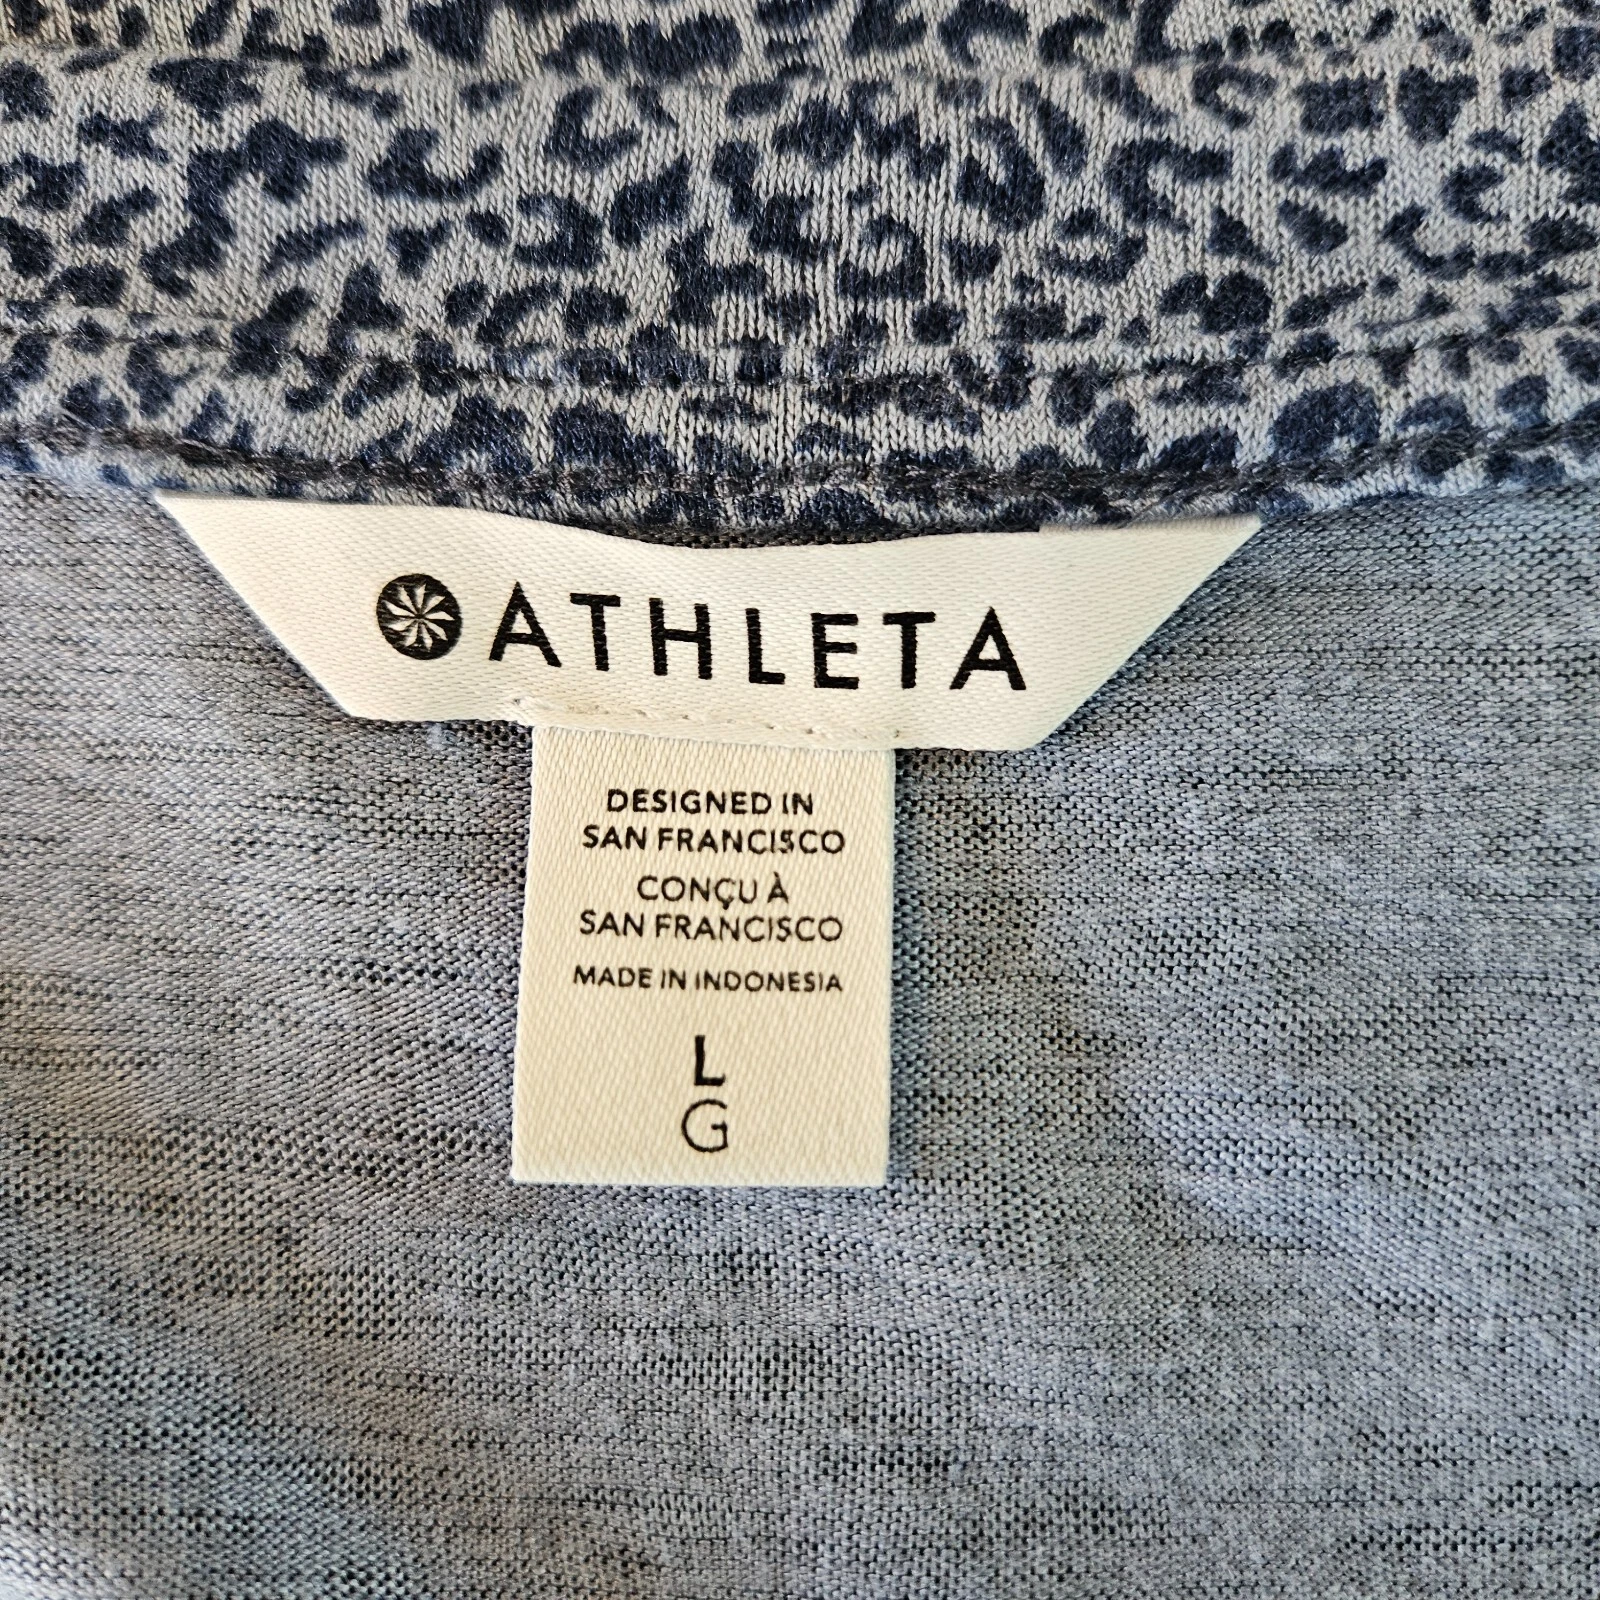 ATHLETA
DESIGNED IN
SAN FRANCISCO
CONÇU À
SAN FRANCISCO
MADE IN INDONESIA
L
G